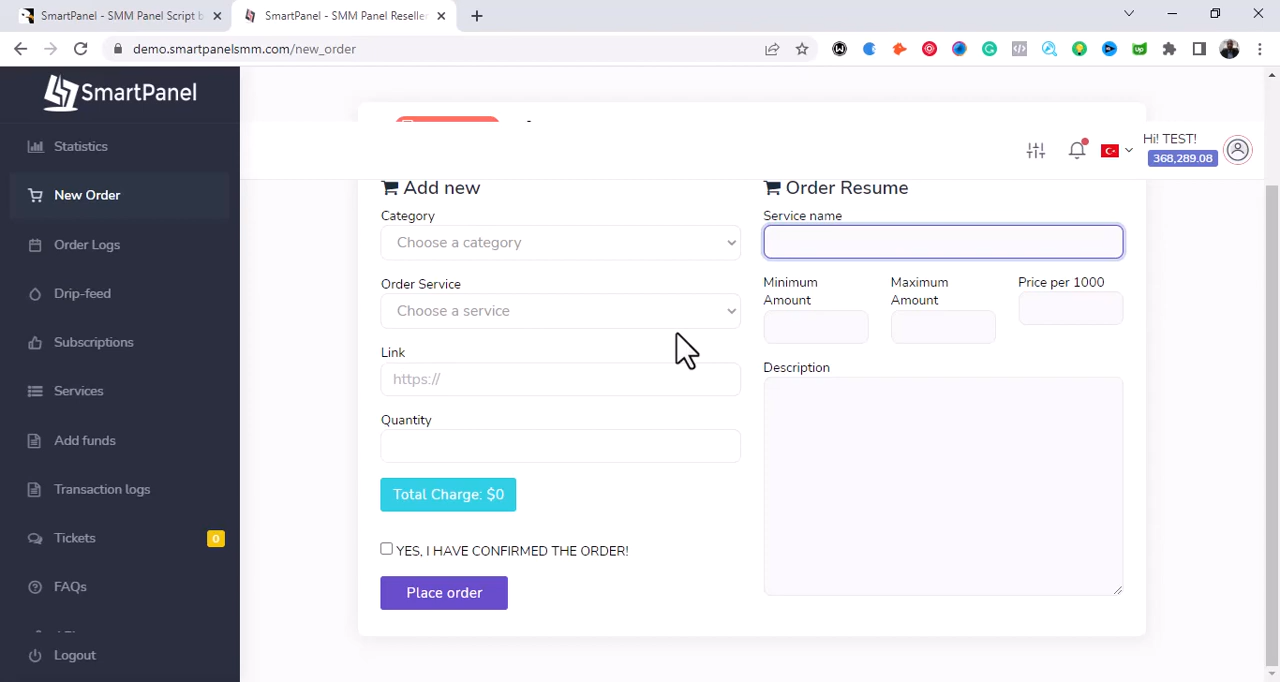 SmartPanel - SMM Panel Script b
SmartPanel - SMM Panel Reselle
demo.smartpanelsmm.com/new_order
SmartPanel
Statistics
New Order
Order Logs
Drip-feed
Subscriptions
Services
Add funds
Transaction logs
Tickets 0
FAQs
Logout
Hi! TEST!
368,289.08
Add new
Category
Choose a category
Order Service
Choose a service
Link
https://
Quantity
Total Charge: $0
YES, I HAVE CONFIRMED THE ORDER!
Place order
Order Resume
Service name
Minimum
Amount
Maximum
Amount
Price per 1000
Description